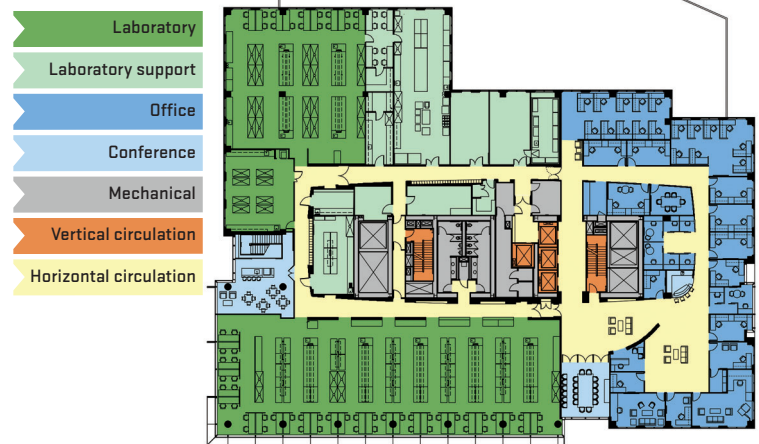 Laboratory
Laboratory support
Office
Conference
Mechanical
Vertical circulation
Horizontal circulation